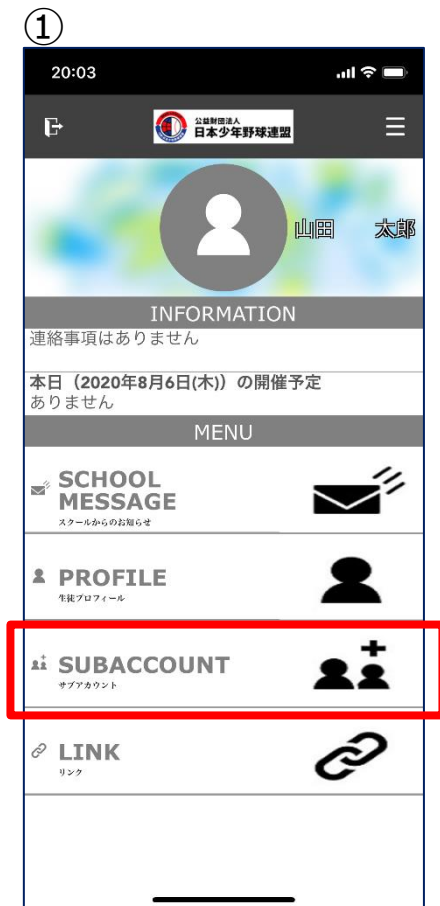 ①
20:03
公益財団法人
日本少年野球連盟
山田 太郎
INFORMATION
連絡事項はありません
本日（2020年8月6日(木)）の開催予定
ありません
MENU
SCHOOL
MESSAGE
スクールからのお知らせ
PROFILE
生徒プロフィール
SUBACCOUNT
サブアカウント
LINK
リンク